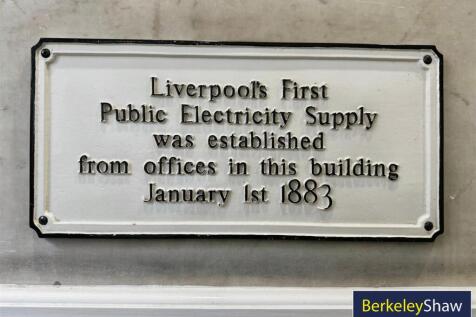 Liverpool's First
Public Electricity Supply
was established
from offices in this building
January 1st 1883
BerkeleyShaw